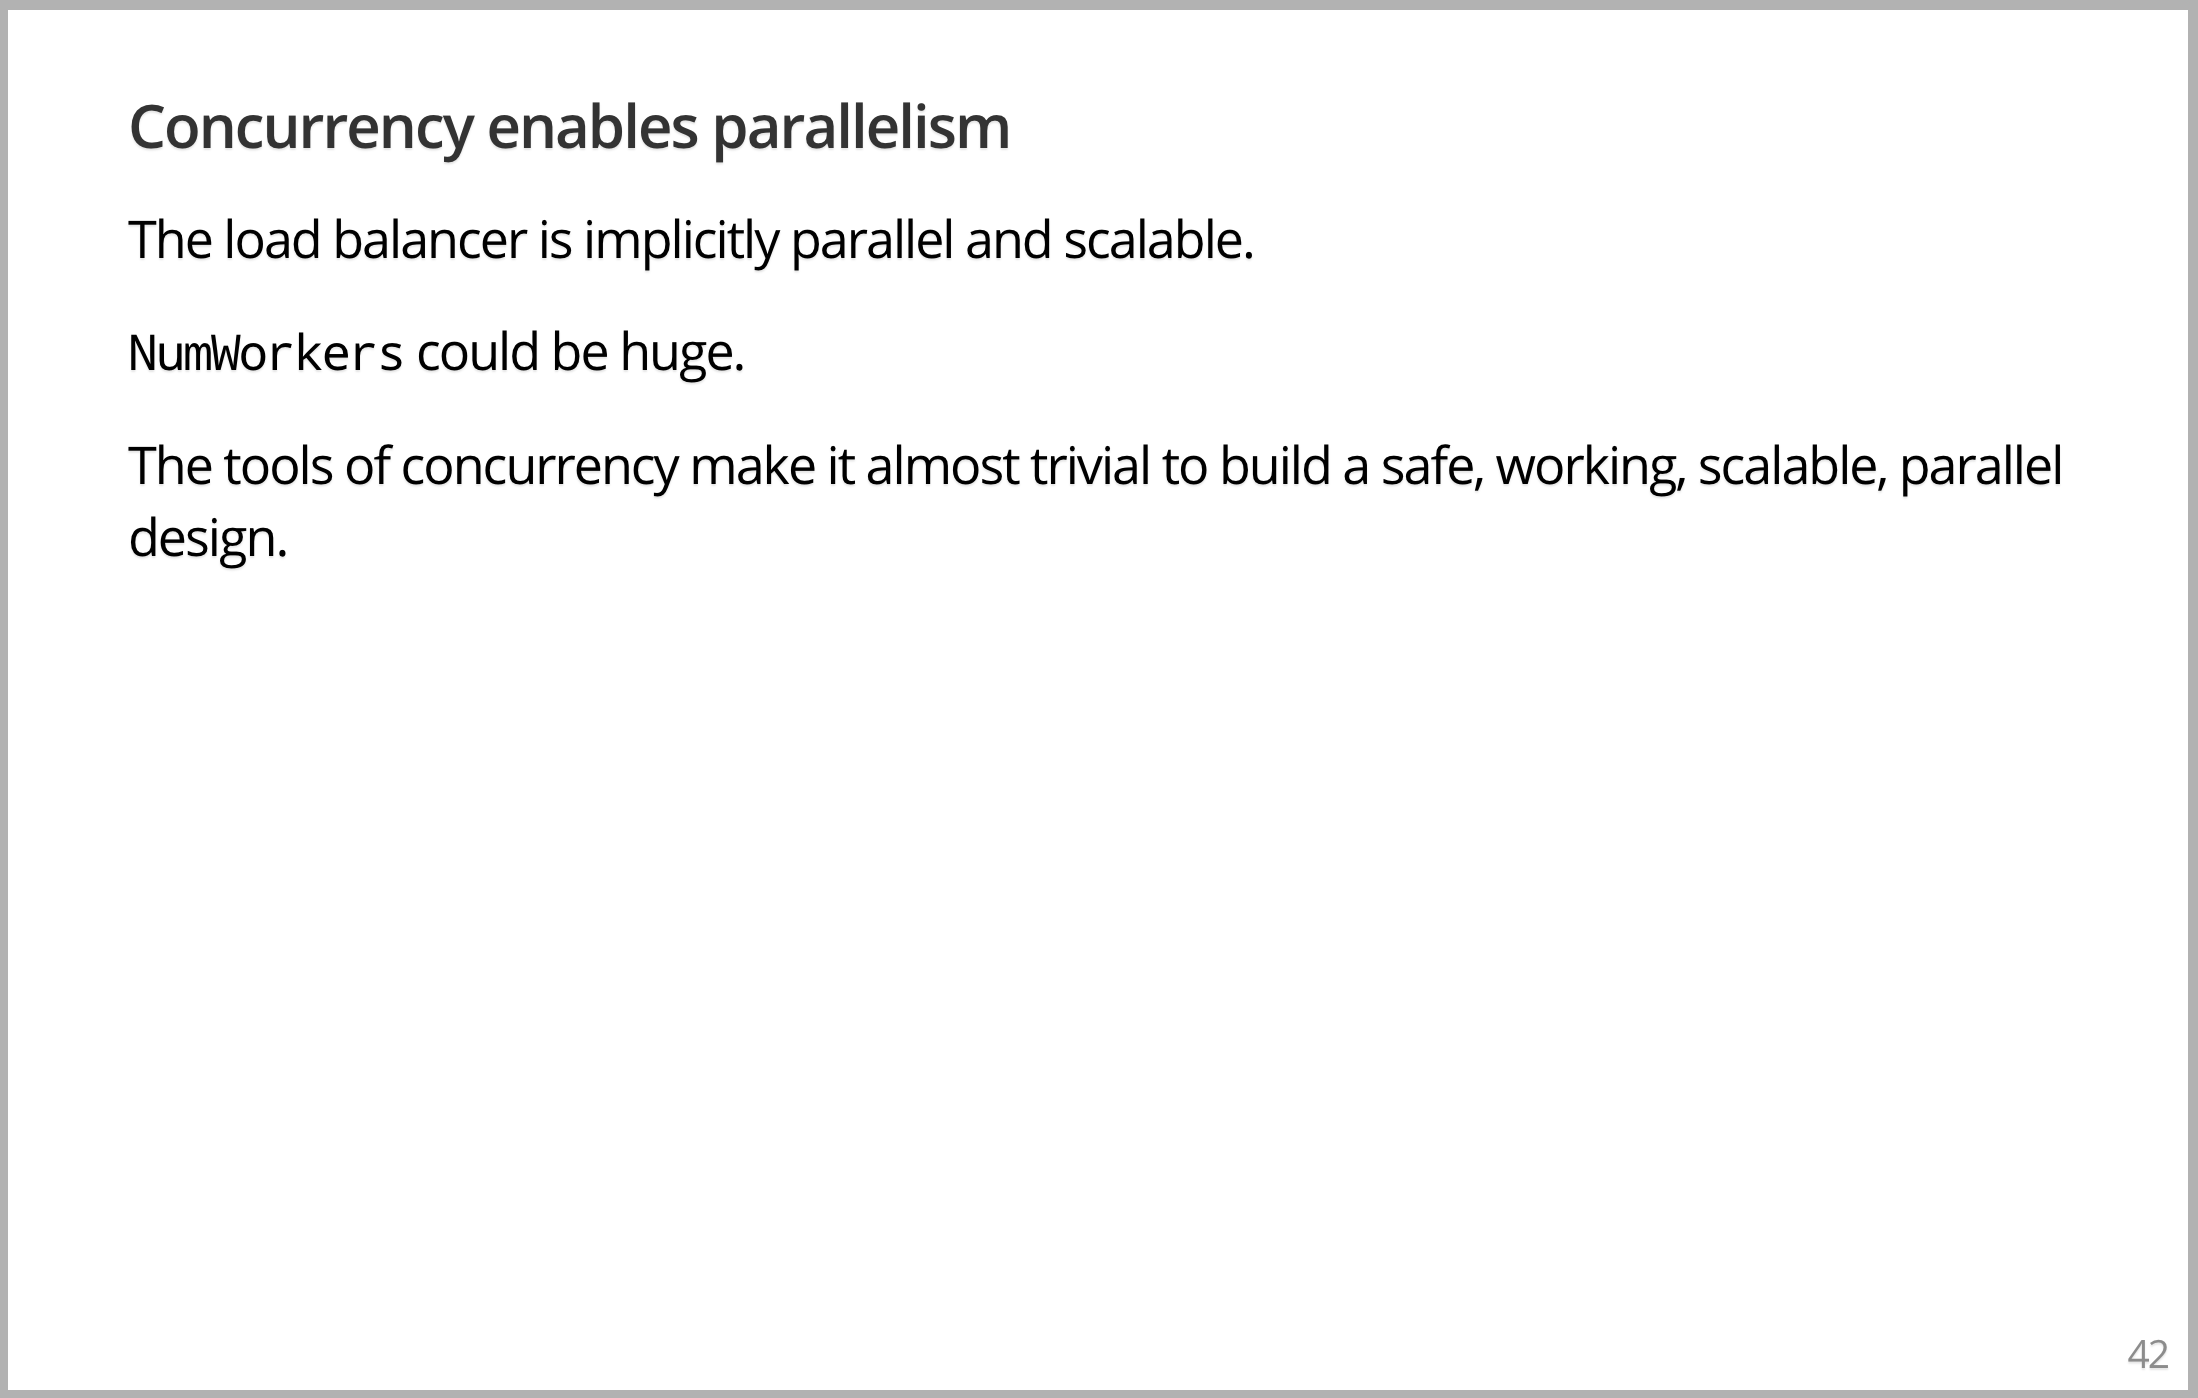 Concurrency enables parallelism
The load balancer is implicitly parallel and scalable.
NumWorkers could be huge.
The tools of concurrency make it almost trivial to build a safe, working, scalable, parallel
design.
42